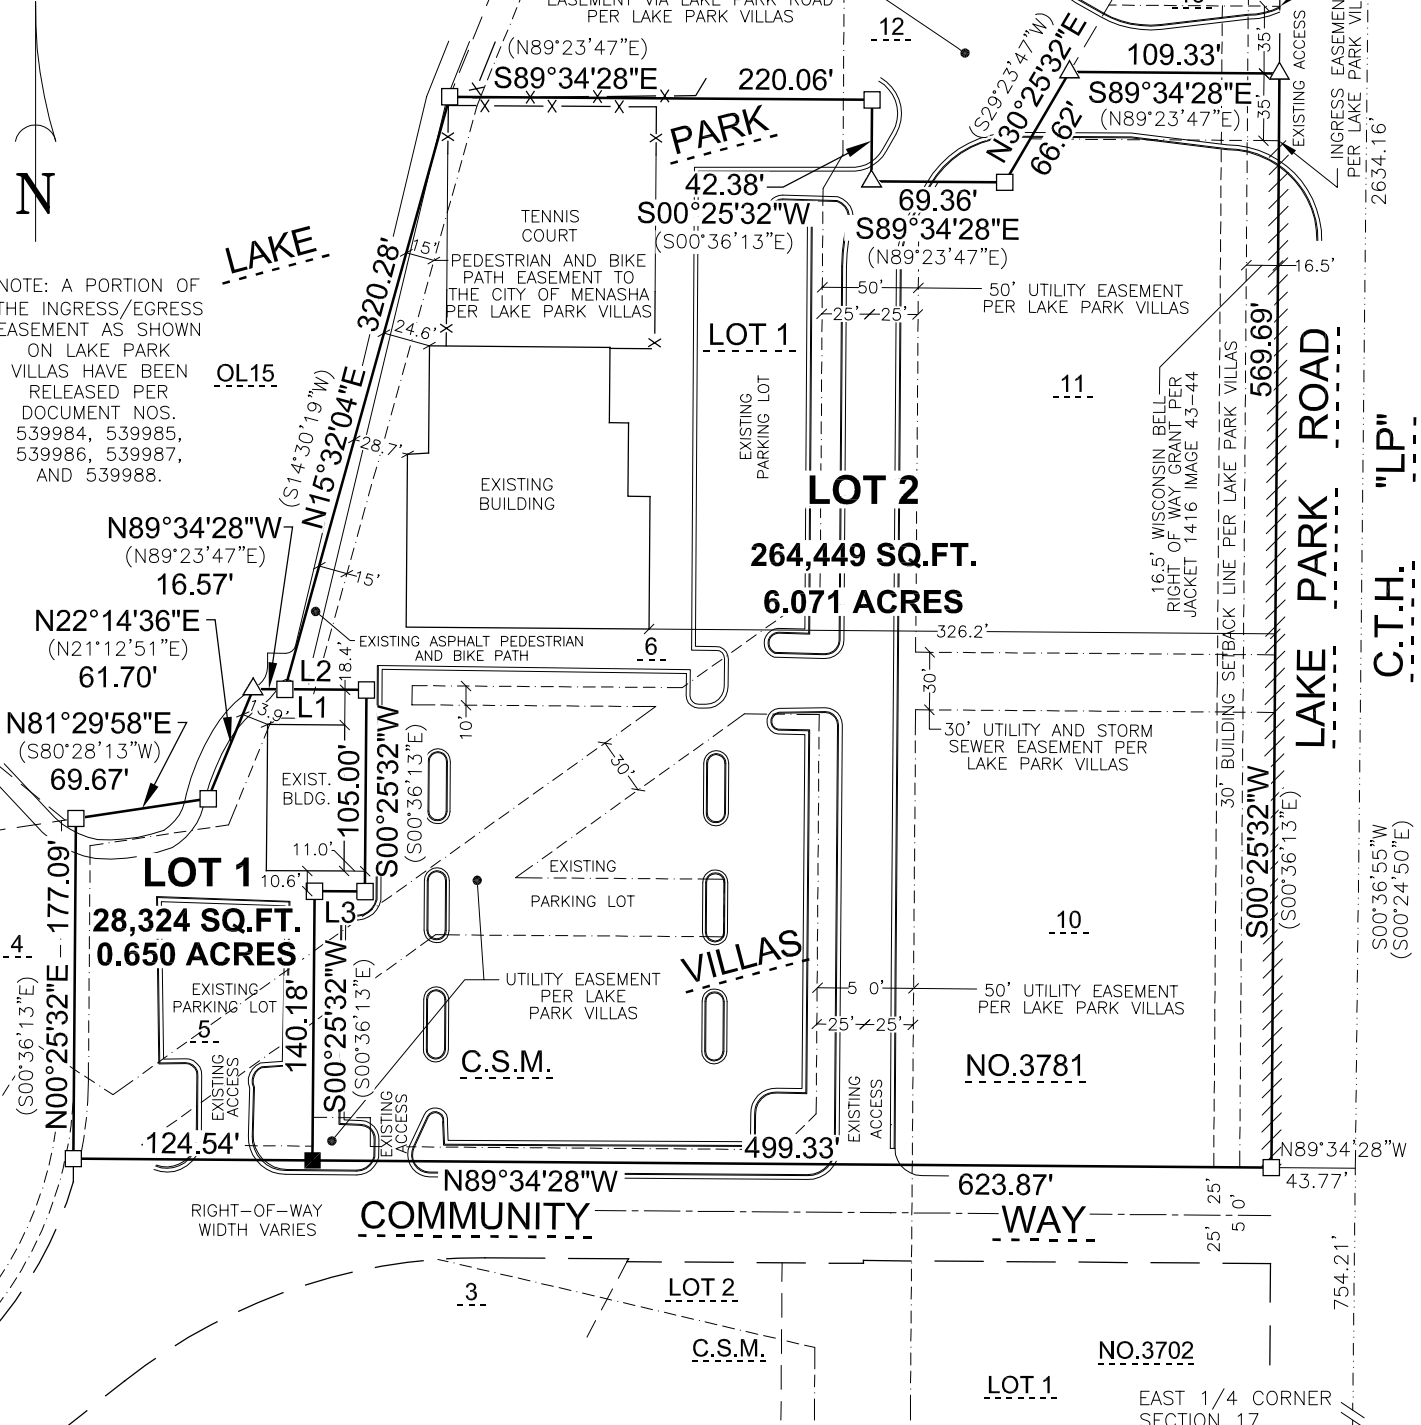 EASEMENT VIA LAKE PARK ROAD
PER LAKE PARK VILLAS
12
(N89°23'47"E)
S89°34'28"E
220.06'
(S29°23'47"W)
N30°25'32"E
66.62'
109.33'
S89°34'28"E
(N89°23'47"E)
35'
35'
EXISTING ACCESS
INGRESS EASEMENT
PER LAKE PARK
2634.16'
N
PARK
42.38'
S00°25'32"W
(S00°36'13"E)
69.36'
S89°34'28"E
(N89°23'47"E)
TENNIS
COURT
LAKE
15'
PEDESTRIAN AND BIKE
PATH EASEMENT TO
THE CITY OF MENASHA
PER LAKE PARK VILLAS
320.28'
24.6'
NOTE: A PORTION OF
THE INGRESS/EGRESS
EASEMENT AS SHOWN
ON LAKE PARK
VILLAS HAVE BEEN
RELEASED PER
DOCUMENT NOS.
539984, 539985,
539986, 539987,
AND 539988.
OL15
50'
25'
25'
50' UTILITY EASEMENT
PER LAKE PARK VILLAS
16.5'
LOT 1
EXISTING
PARKING LOT
11
569.69'
LAKE PARK ROAD
C.T.H. "LP"
(S14°30'19"W)
N15°32'04"E
28.7'
EXISTING
BUILDING
LOT 2
264,449 SQ.FT.
6.071 ACRES
16.5' WISCONSIN BELL
RIGHT OF WAY GRANT PER
JACKET 1416 IMAGE 43-44
30' BUILDING SETBACK LINE PER LAKE PARK VILLAS
N89°34'28"W
(N89°23'47"E)
16.57'
15'
N22°14'36"E
(N21°12'51"E)
61.70'
EXISTING ASPHALT PEDESTRIAN
AND BIKE PATH
6
326.2'
L2
18.4'
L1
13.9'
30'
10'
N81°29'58"E
(S80°28'13"W)
69.67'
30' UTILITY AND STORM
SEWER EASEMENT PER
LAKE PARK VILLAS
30'
EXIST.
BLDG.
105.00'
S00°25'32"W
(S00°36'13"E)
S00°25'32"W
(S00°36'13"E)
S00°36'55"W
(S00°24'50"E)
11.0'
10.6'
177.09'
LOT 1
28,324 SQ.FT.
0.650 ACRES
L3
EXISTING
PARKING LOT
10
4
VILLAS
N00°25'32"E
(S00°36'13"E)
EXISTING
PARKING LOT
5
140.18'
S00°25'32"W
(S00°36'13"E)
UTILITY EASEMENT
PER LAKE
PARK VILLAS
50'
25'
25'
50' UTILITY EASEMENT
PER LAKE PARK VILLAS
C.S.M.
NO.3781
EXISTING
ACCESS
EXISTING
ACCESS
EXISTING
ACCESS
124.54'
499.33'
N89°34'28"W
43.77'
N89°34'28"W
623.87'
25'
50'
25'
RIGHT-OF-WAY
WIDTH VARIES
COMMUNITY WAY
754.21'
3
LOT 2
C.S.M.
NO.3702
LOT 1
EAST 1/4 CORNER
SECTION 17